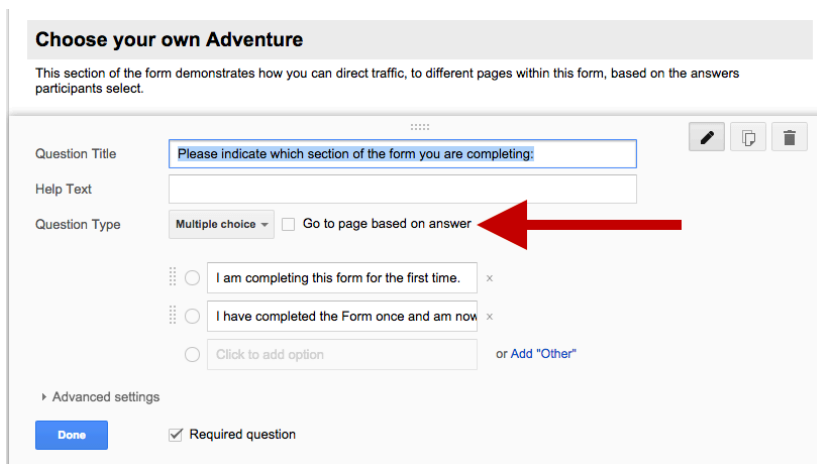 Choose your own Adventure
This section of the form demonstrates how you can direct traffic, to different pages within this form, based on the answers
participants select.
Question Title Please indicate which section of the form you are completing:
Help Text
Question Type Multiple choice Go to page based on answer
I am completing this form for the first time. x
I have completed the Form once and am now x
Click to add option or Add "Other"
Advanced settings
Done Required question